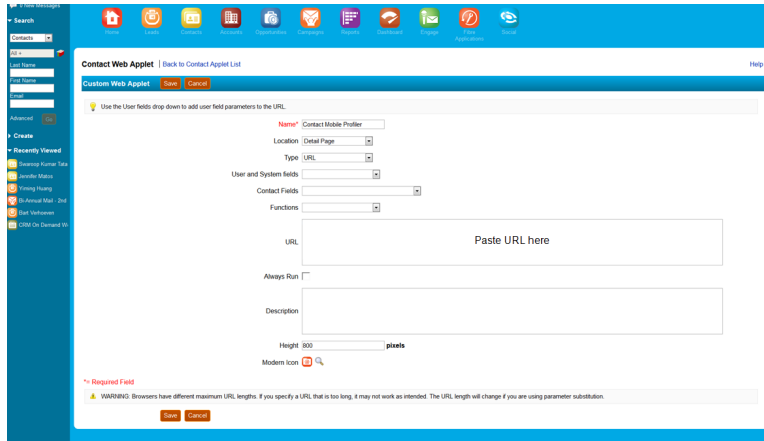 0 New Messages
Search
Contacts
All +
Last Name
First Name
Email
Advanced Go
Create
Recently Viewed
Swaroop Kumar Tata
Jennifer Matos
Yiming Huang
Bi-Annual Mail - 2nd
Bart Verhoeven
CRM On Demand W
Home Leads Contacts Accounts Opportunities Campaigns Reports Dashboard Engage Fibre Applications Social
Contact Web Applet | Back to Contact Applet List
Help
Custom Web Applet Save Cancel
Use the User fields drop down to add user field parameters to the URL.
Name* Contact Mobile Profiler
Location Detail Page
Type URL
User and System fields
Contact Fields
Functions
URL Paste URL here
Always Run
Description
Height 800 pixels
Modern Icon
*= Required Field
WARNING: Browsers have different maximum URL lengths. If you specify a URL that is too long, it may not work as intended. The URL length will change if you are using parameter substitution.
Save Cancel